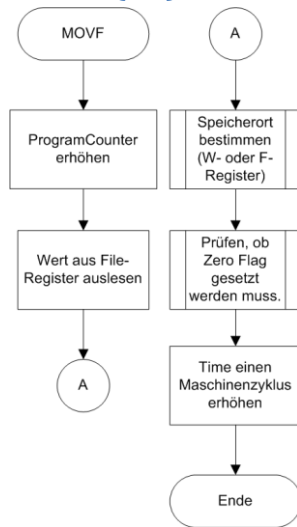 MOVF
ProgramCounter
erhöhen
Wert aus File-
Register auslesen
A
A
Speicherort
bestimmen
(W- oder F-
Register)
Prüfen, ob
Zero Flag
gesetzt
werden muss.
Time einen
Maschinenzyklus
erhöhen
Ende